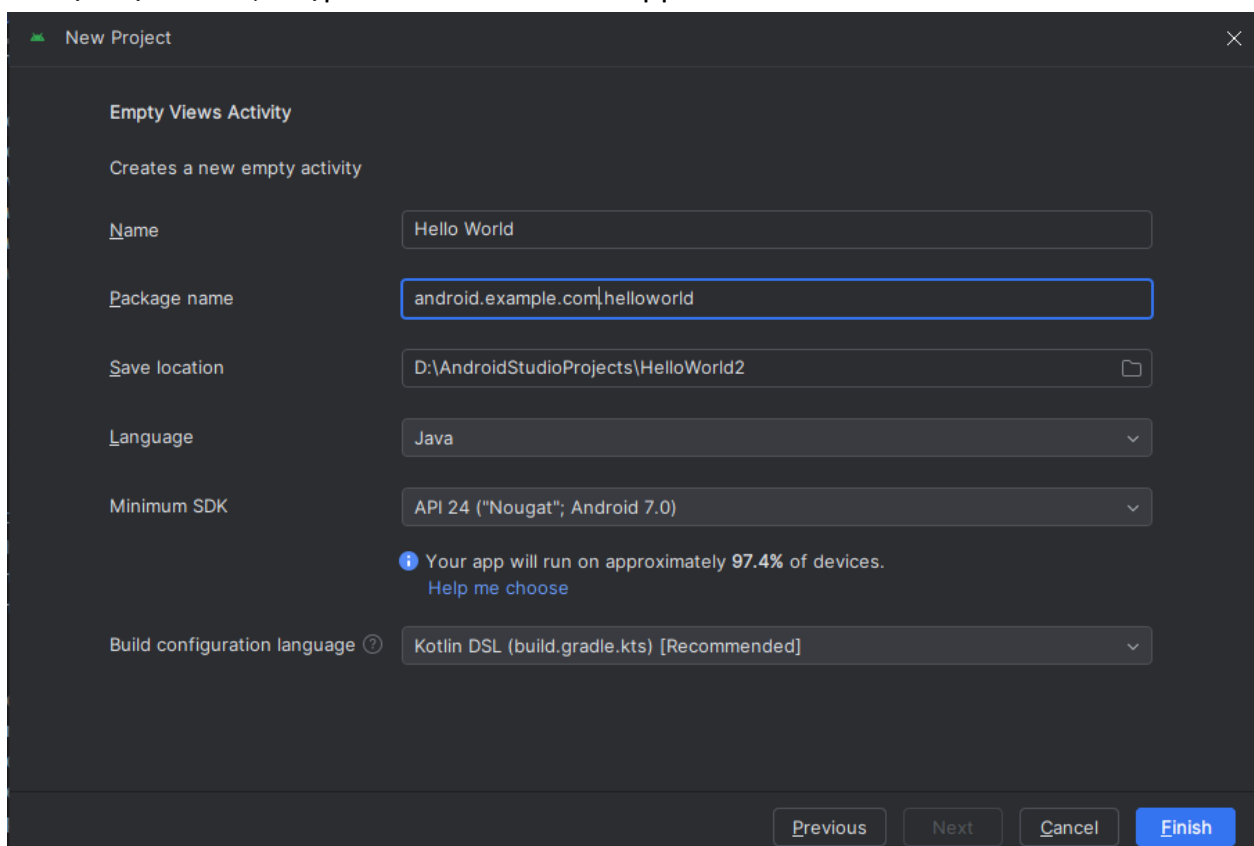 New Project
Empty Views Activity
Creates a new empty activity
Name Hello World
Package name android.example.com.helloworld
Save location D:\AndroidStudioProjects\HelloWorld2
Language Java
Minimum SDK API 24 ("Nougat"; Android 7.0)
Your app will run on approximately 97.4% of devices.
Help me choose
Build configuration language Kotlin DSL (build.gradle.kts) [Recommended]
Previous Next Cancel Finish